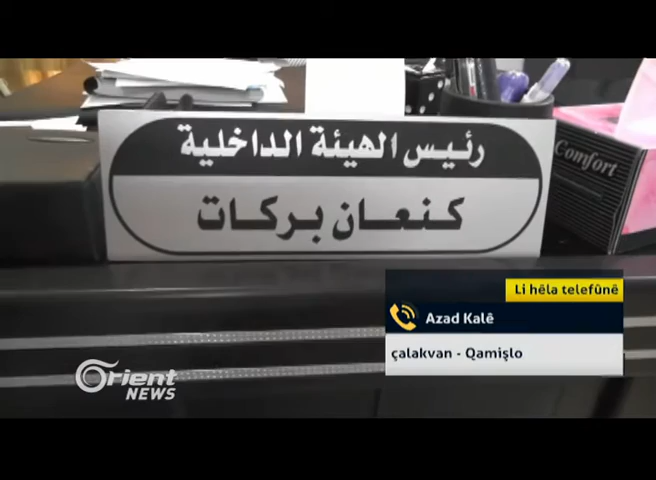 رئيس الهيئة الداخلية
كنعان بركات
Comfort
Li hêla telefûnê
Azad Kalê
çalakvan - Qamişlo
Orient
NEWS